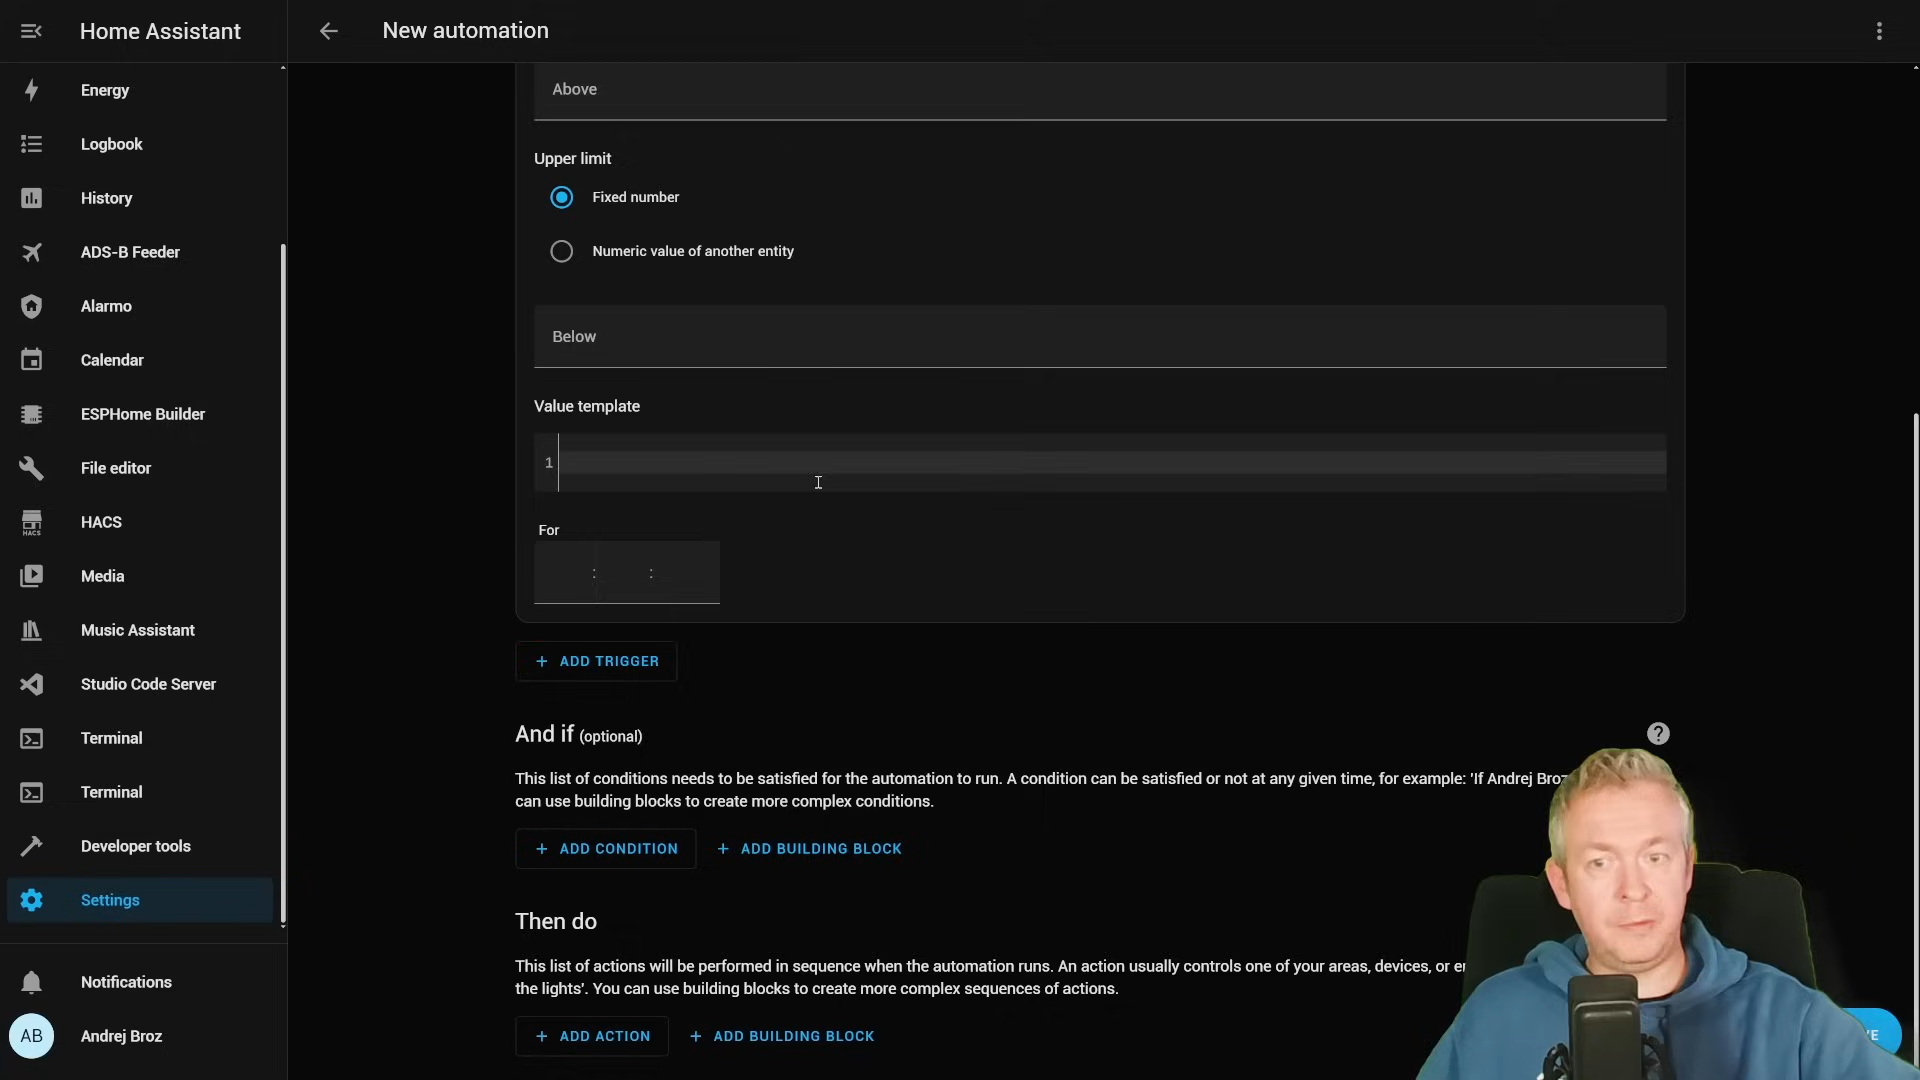 Home Assistant
New automation
Energy
Logbook
History
ADS-B Feeder
Alarmo
Calendar
ESPHome Builder
File editor
HACS
HACS
Media
Music Assistant
Studio Code Server
Terminal
Terminal
Developer tools
Settings
Notifications
AB
Andrej Broz
Above
Upper limit
Fixed number
Numeric value of another entity
Below
Value template
1
For
: :
+ ADD TRIGGER
And if (optional)
?
This list of conditions needs to be satisfied for the automation to run. A condition can be satisfied or not at any given time, for example: 'If Andrej Broz
can use building blocks to create more complex conditions.
+ ADD CONDITION
+ ADD BUILDING BLOCK
Then do
This list of actions will be performed in sequence when the automation runs. An action usually controls one of your areas, devices, or
the lights'. You can use building blocks to create more complex sequences of actions.
+ ADD ACTION
+ ADD BUILDING BLOCK